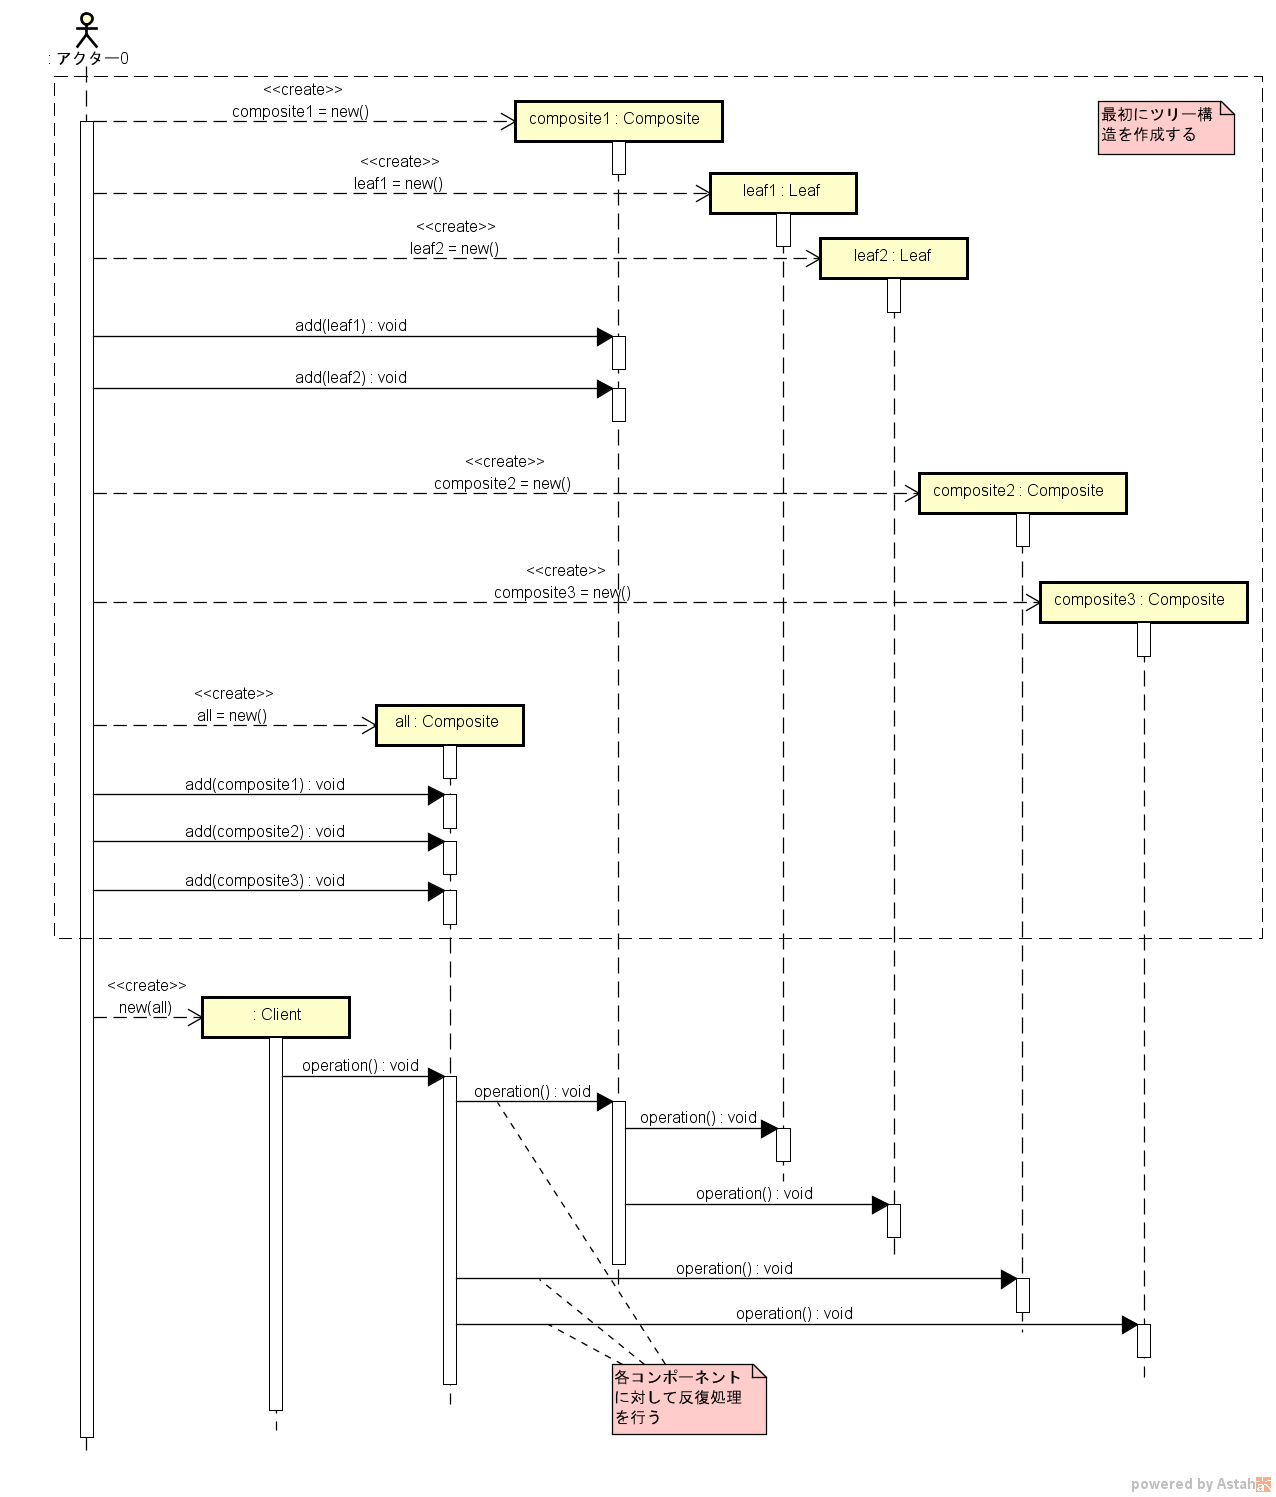 : アクター0
<<create>>
composite1 = new()
composite1 : Composite
最初にツリー構
造を作成する
<<create>>
leaf1 = new()
leaf1 : Leaf
<<create>>
leaf2 = new()
leaf2 : Leaf
add(leaf1) : void
add(leaf2) : void
<<create>>
composite2 = new()
composite2 : Composite
<<create>>
composite3 = new()
composite3 : Composite
<<create>>
all = new()
all : Composite
add(composite1) : void
add(composite2) : void
add(composite3) : void
<<create>>
new(all)
: Client
operation() : void
operation() : void
operation() : void
operation() : void
operation() : void
operation() : void
各コンポーネント
に対して反復処理
を行う
powered by Astah